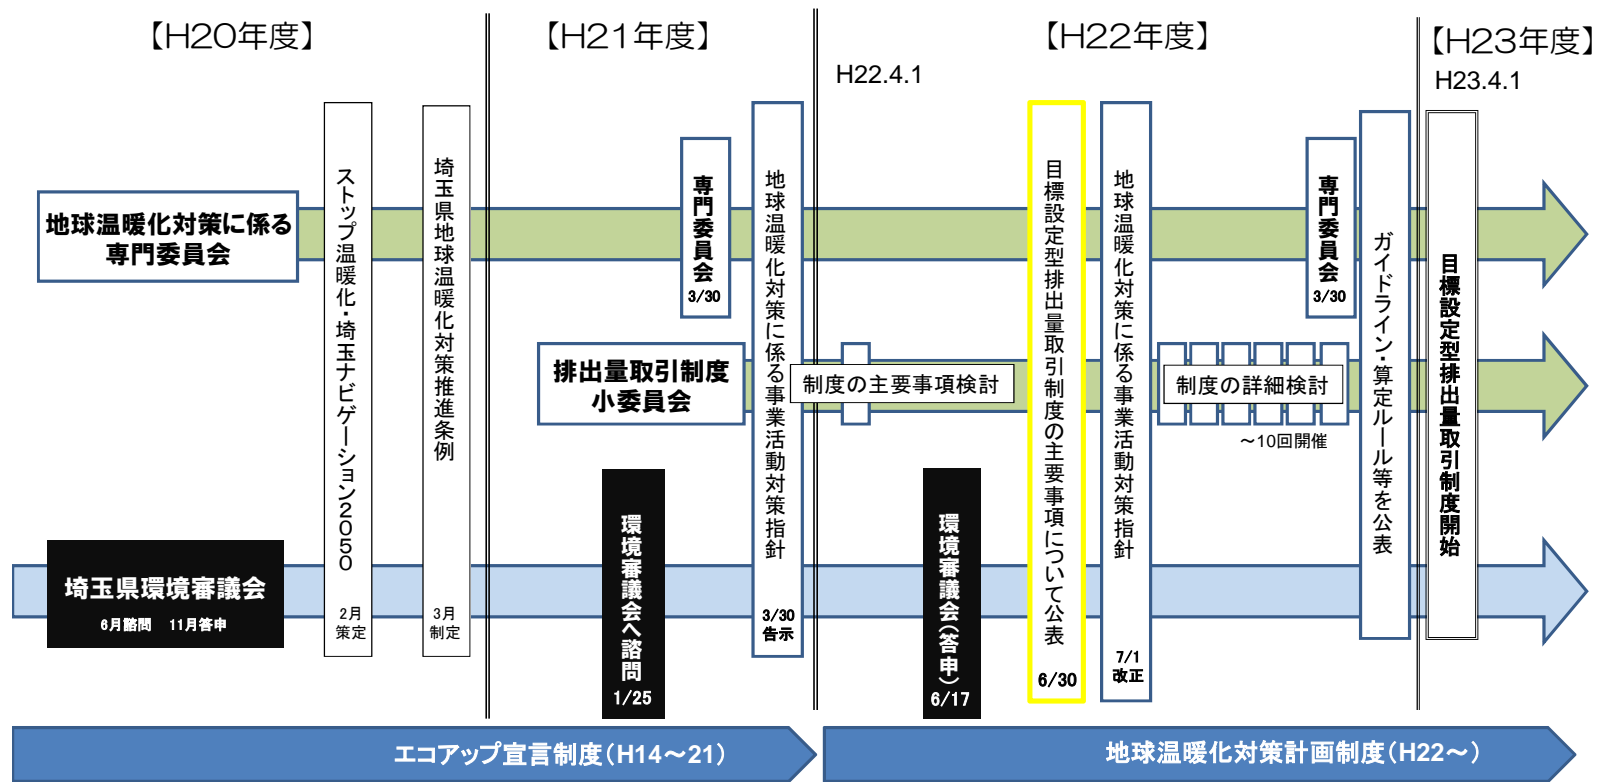 【H20年度】
【H21年度】
【H22年度】
【H23年度】
H22.4.1
H23.4.1
地球温暖化対策に係る
専門委員会
埼玉県環境審議会
6月諮問　11月答申
ストップ温暖化・埼玉ナビゲーション2050
2月
策定
埼玉県地球温暖化対策推進条例
3月
制定
排出量取引制度
小委員会
環境審議会へ諮問
1/25
専門委員会
3/30
地球温暖化対策に係る事業活動対策指針
3/30
告示
制度の主要事項検討
環境審議会（答申）
6/17
目標設定型排出量取引制度の主要事項について公表
6/30
地球温暖化対策に係る事業活動対策指針
7/1
改正
制度の詳細検討
～10回開催
専門委員会
3/30
ガイドライン・算定ルール等を公表
目標設定型排出量取引制度開始
エコアップ宣言制度（H14～21）
地球温暖化対策計画制度（H22～）